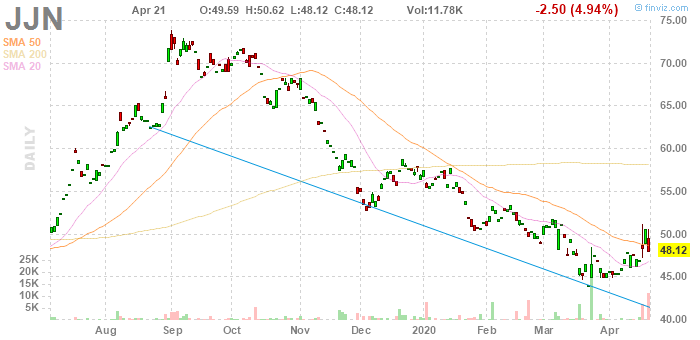 JJN Apr 21 O:49.59 H:50.62 L:48.12 C:48.12 Vol:11.78K -2.50 (4.94%) © finviz.com
SMA 50
SMA 200
SMA 20
DAILY
75.00
70.00
65.00
60.00
55.00
50.00
48.12
45.00
40.00
25K
20K
15K
10K
5K
Aug Sep Oct Nov Dec 2020 Feb Mar Apr